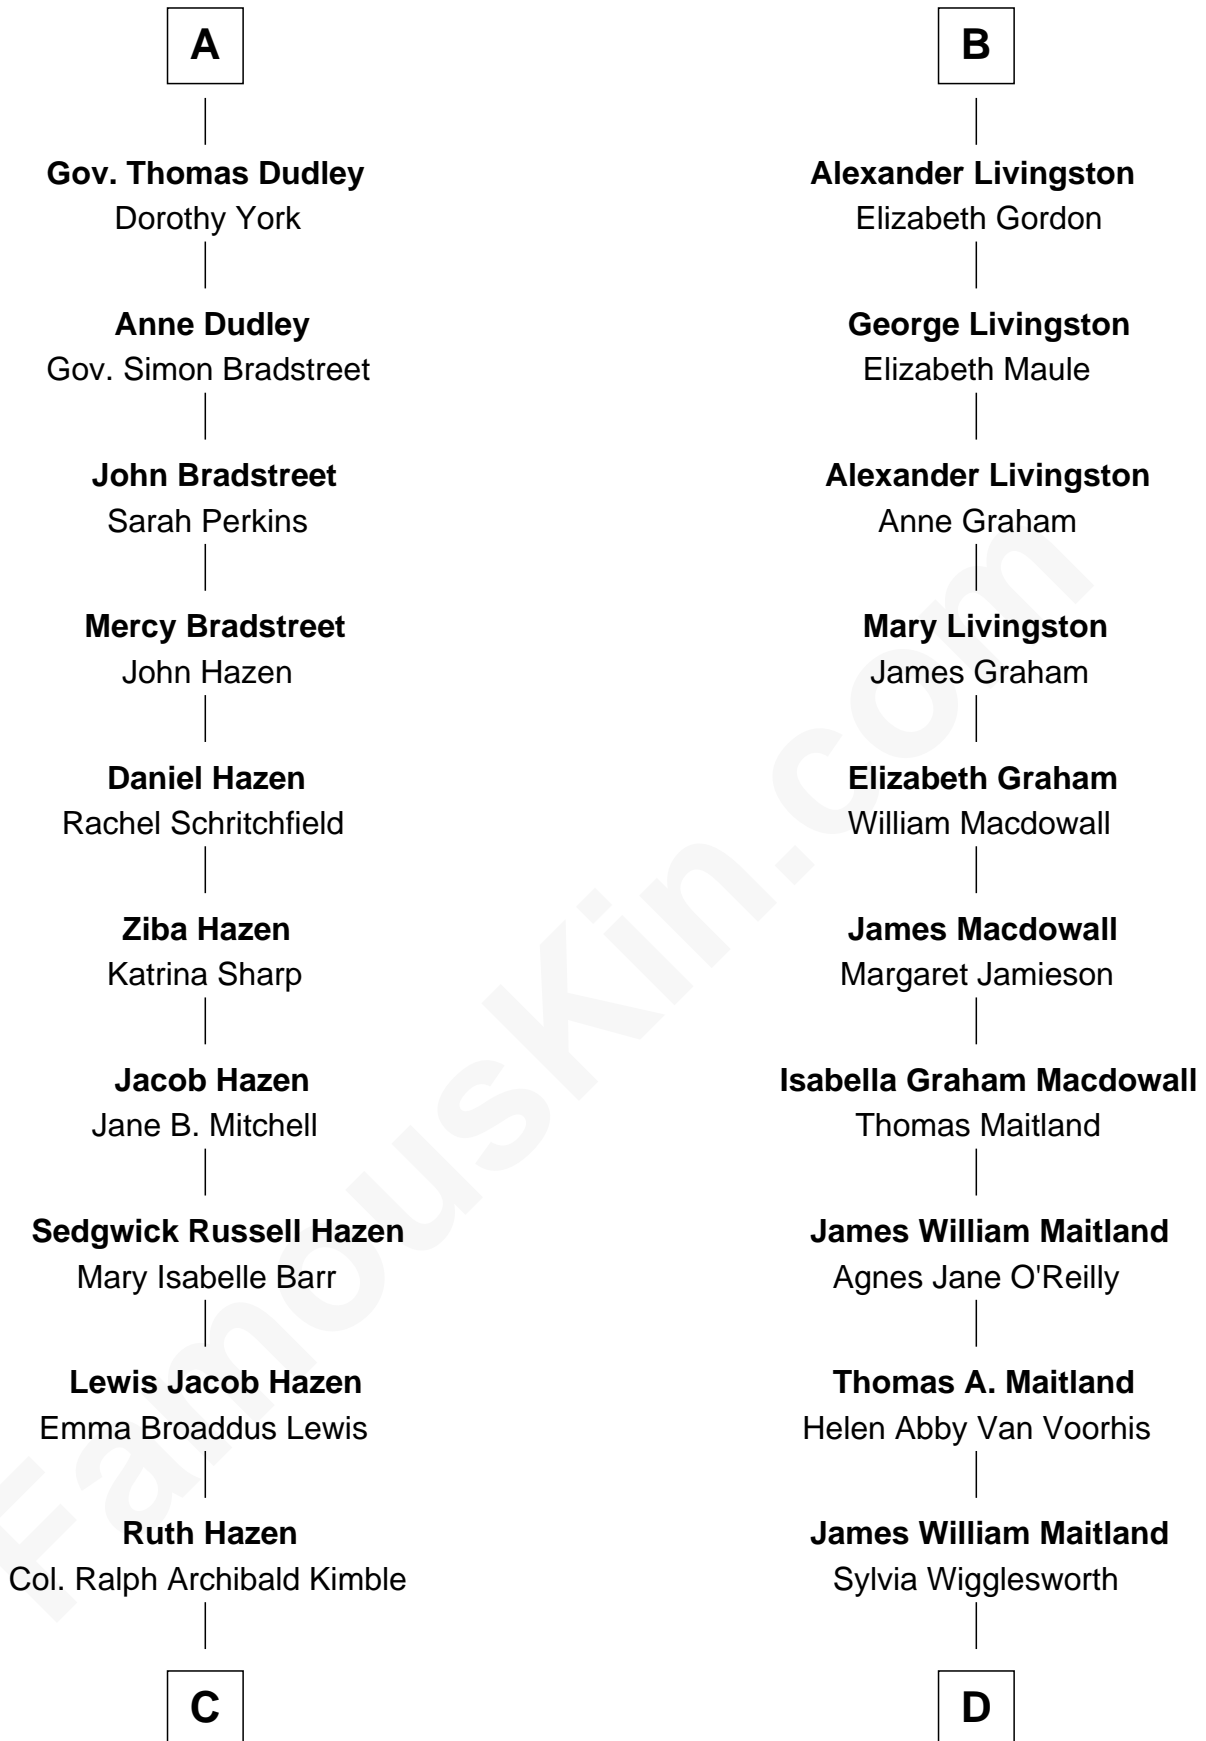 A
Gov. Thomas Dudley
Dorothy York
Anne Dudley
Gov. Simon Bradstreet
John Bradstreet
Sarah Perkins
Mercy Bradstreet
John Hazen
Daniel Hazen
Rachel Schritchfield
Ziba Hazen
Katrina Sharp
Jacob Hazen
Jane B. Mitchell
Sedgwick Russell Hazen
Mary Isabelle Barr
Lewis Jacob Hazen
Emma Broaddus Lewis
Ruth Hazen
Col. Ralph Archibald Kimble
C
B
Alexander Livingston
Elizabeth Gordon
George Livingston
Elizabeth Maule
Alexander Livingston
Anne Graham
Mary Livingston
James Graham
Elizabeth Graham
William Macdowall
James Macdowall
Margaret Jamieson
Isabella Graham Macdowall
Thomas Maitland
James William Maitland
Agnes Jane O'Reilly
Thomas A. Maitland
Helen Abby Van Voorhis
James William Maitland
Sylvia Wigglesworth
D
FamousKin.com